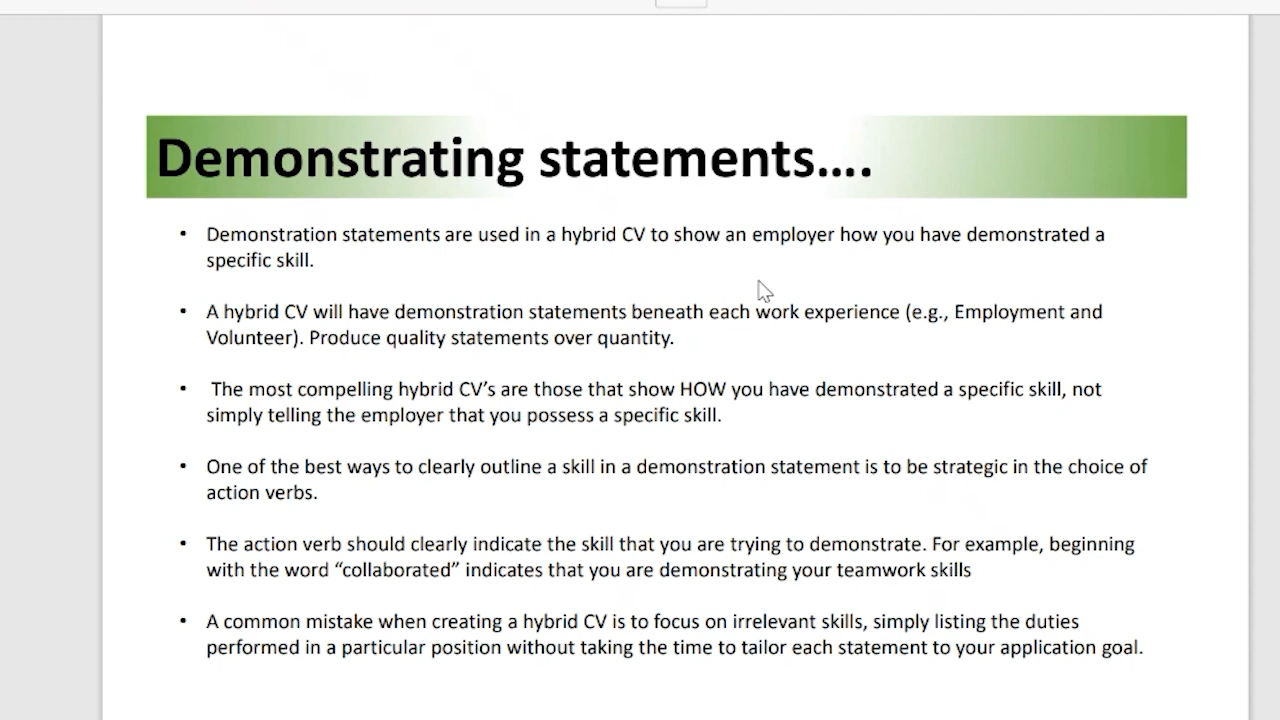 Demonstrating statements....
• Demonstration statements are used in a hybrid CV to show an employer how you have demonstrated a
specific skill.
• A hybrid CV will have demonstration statements beneath each work experience (e.g., Employment and
Volunteer). Produce quality statements over quantity.
• The most compelling hybrid CV’s are those that show HOW you have demonstrated a specific skill, not
simply telling the employer that you possess a specific skill.
• One of the best ways to clearly outline a skill in a demonstration statement is to be strategic in the choice of
action verbs.
• The action verb should clearly indicate the skill that you are trying to demonstrate. For example, beginning
with the word “collaborated” indicates that you are demonstrating your teamwork skills
• A common mistake when creating a hybrid CV is to focus on irrelevant skills, simply listing the duties
performed in a particular position without taking the time to tailor each statement to your application goal.